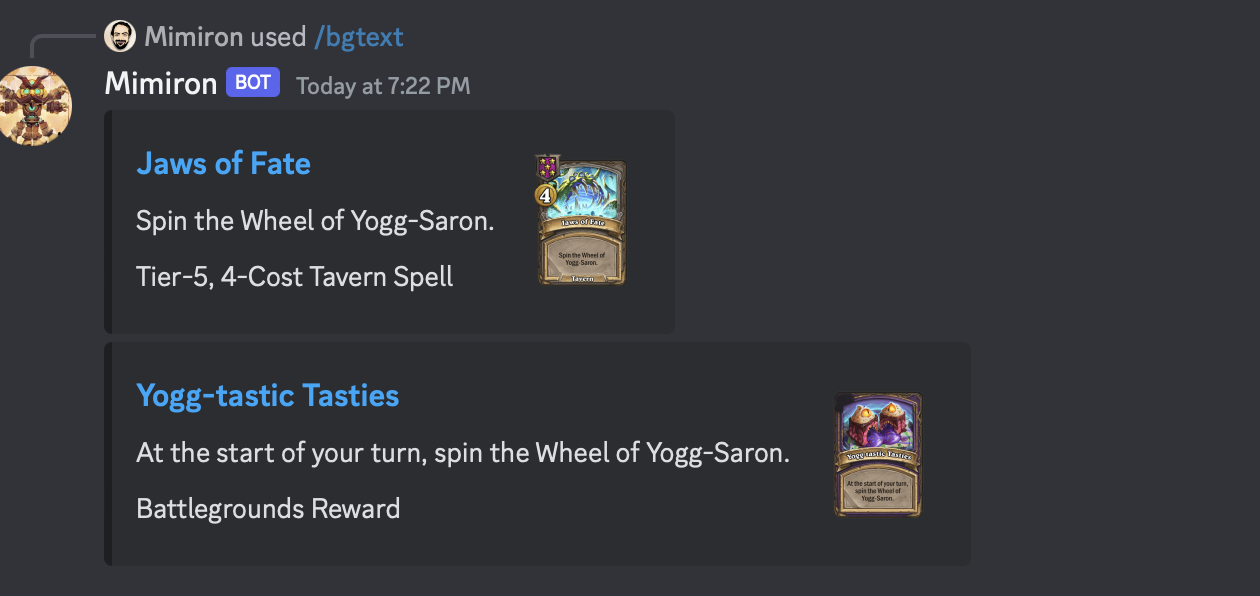 Mimiron used /bgtext
Mimiron BOT Today at 7:22 PM
Jaws of Fate
4
Jaws of Fate
Spin the Wheel of Yogg-Saron.
Spin the Wheel of
Yogg-Saron.
Tier-5, 4-Cost Tavern Spell
Tavern
Yogg-tastic Tasties
At the start of your turn, spin the Wheel of Yogg-Saron.
Yogg-tastic Tasties
At the start of your turn,
spin the Wheel of
Yogg-Saron.
Battlegrounds Reward